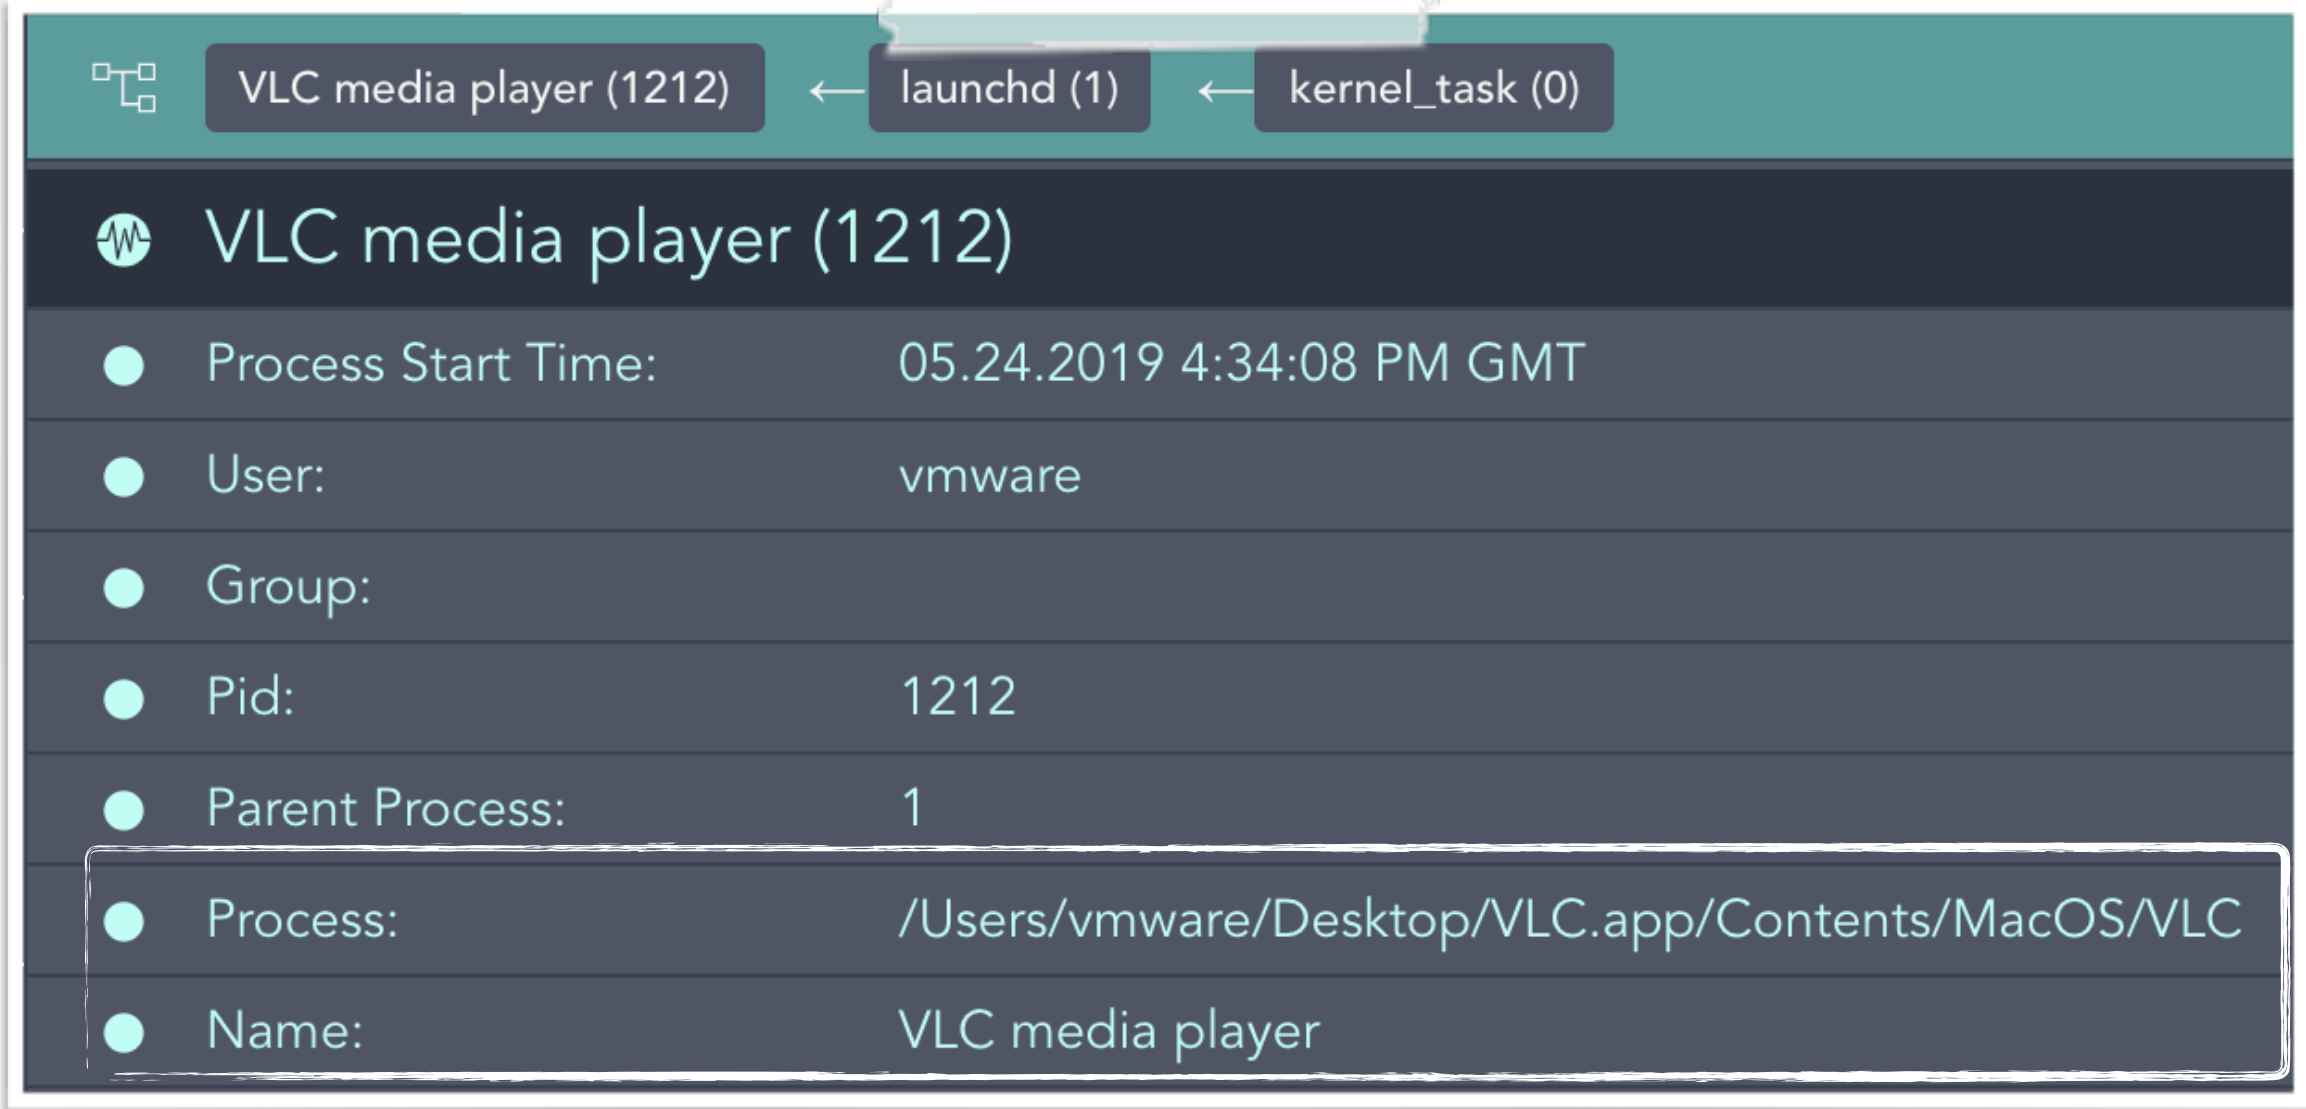 VLC media player (1212) ← launchd (1) ← kernel_task (0)
VLC media player (1212)
Process Start Time: 05.24.2019 4:34:08 PM GMT
User: vmware
Group:
Pid: 1212
Parent Process: 1
Process: /Users/vmware/Desktop/VLC.app/Contents/MacOS/VLC
Name: VLC media player